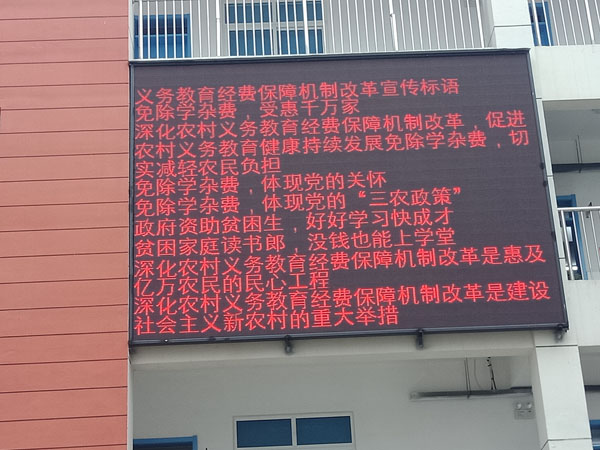 义务教育经费保障机制改革宣传标语
免除学杂费，受惠千万家
深化农村义务教育经费保障机制改革，促进
农村义务教育健康持续发展免除学杂费，切
实减轻农民负担
免除学杂费，体现党的关怀
免除学杂费，体现党的“三农政策”
政府资助贫困生，好好学习快成才
贫困家庭读书郎，没钱也能上学堂
深化农村义务教育经费保障机制改革是惠及
亿万农民的民心工程
深化农村义务教育经费保障机制改革是建设
社会主义新农村的重大举措